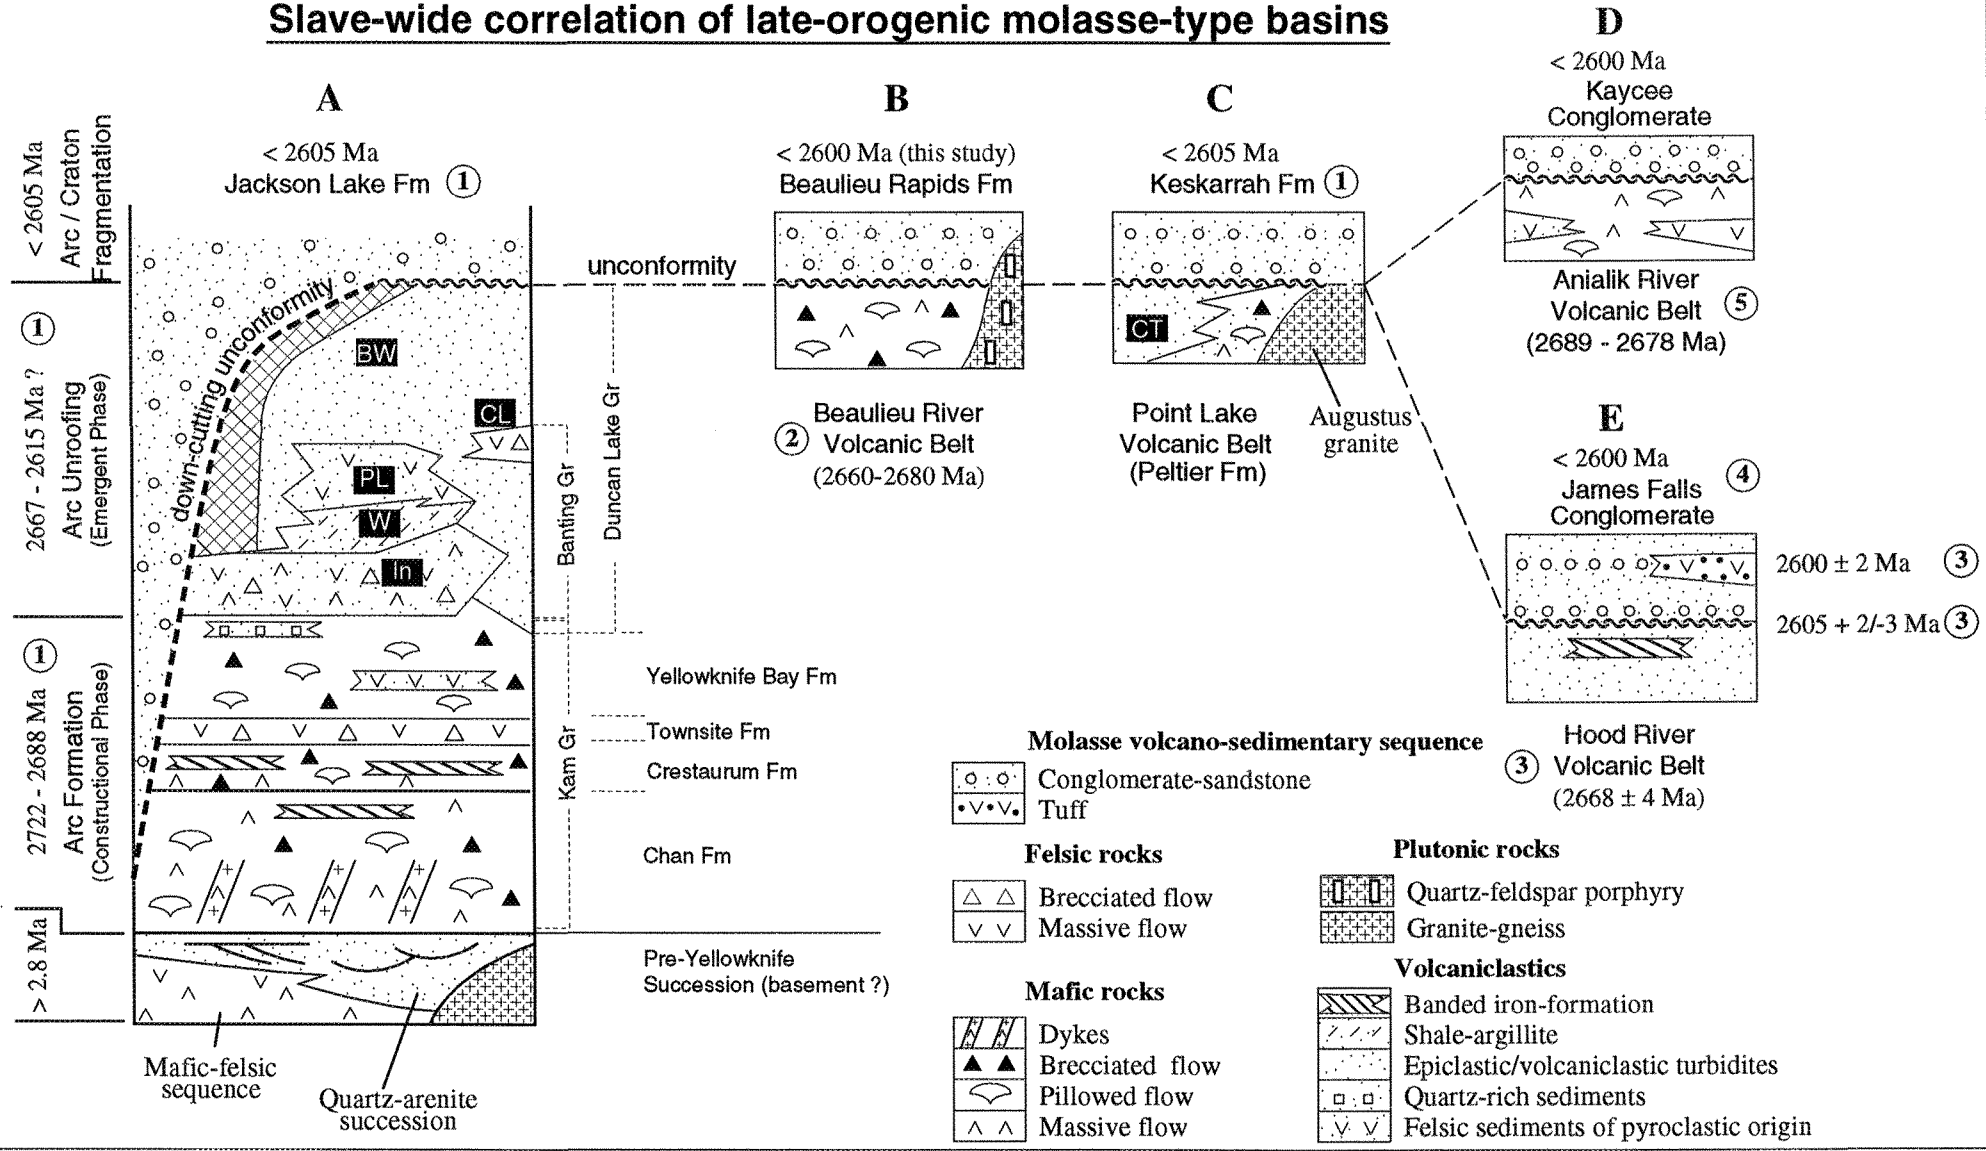 Slave-wide correlation of late-orogenic molasse-type basins
A
< 2605 Ma
Jackson Lake Fm 1
B
< 2600 Ma (this study)
Beaulieu Rapids Fm
C
< 2605 Ma
Keskarrah Fm 1
D
< 2600 Ma
Kaycee
Conglomerate
< 2605 Ma
Arc / Craton
Fragmentation
1
2667 - 2615 Ma ?
Arc Unroofing
(Emergent Phase)
1
2722 - 2688 Ma
Arc Formation
(Constructional Phase)
> 2.8 Ma
down-cutting unconformity
BW
CL
PL
W
In
unconformity
Duncan Lake Gr
Banting Gr
Kam Gr
Yellowknife Bay Fm
Townsite Fm
Crestaurum Fm
Chan Fm
Pre-Yellowknife
Succession (basement ?)
Mafic-felsic
sequence
Quartz-arenite
succession
Beaulieu River
2 Volcanic Belt
(2660-2680 Ma)
CT
Point Lake
Volcanic Belt
(Peltier Fm)
Augustus
granite
Anialik River
Volcanic Belt 5
(2689 - 2678 Ma)
E
< 2600 Ma
James Falls 4
Conglomerate
2600 ± 2 Ma 3
2605 + 2/-3 Ma 3
Hood River
3 Volcanic Belt
(2668 ± 4 Ma)
Molasse volcano-sedimentary sequence
Conglomerate-sandstone
Tuff
Felsic rocks
Brecciated flow
Massive flow
Mafic rocks
Dykes
Brecciated flow
Pillowed flow
Massive flow
Plutonic rocks
Quartz-feldspar porphyry
Granite-gneiss
Volcaniclastics
Banded iron-formation
Shale-argillite
Epiclastic/volcaniclastic turbidites
Quartz-rich sediments
Felsic sediments of pyroclastic origin